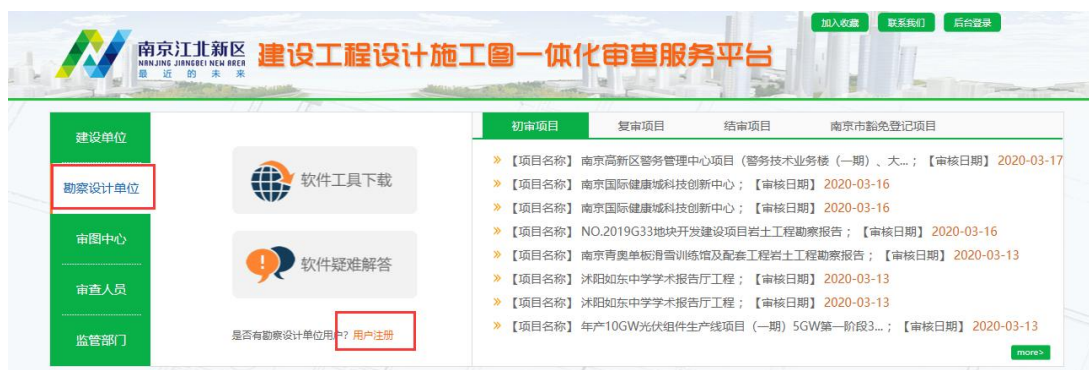 加入收藏 联系我们 后台登录
南京江北新区
NANJING JIANGBEI NEW AREA
最近的未来
建设工程设计施工图一体化审查服务平台
建设单位
勘察设计单位
审图中心
审查人员
监管部门
软件工具下载
软件疑难解答
是否有勘察设计单位用户? 用户注册
初审项目 复审项目 结审项目 南京市豁免登记项目
» 【项目名称】 南京高新区警务管理中心项目(警务技术业务楼(一期)、大...; 【审核日期】 2020-03-17
» 【项目名称】 南京国际健康城科技创新中心; 【审核日期】 2020-03-16
» 【项目名称】 南京国际健康城科技创新中心; 【审核日期】 2020-03-16
» 【项目名称】 NO.2019G33地块开发建设项目岩土工程勘察报告; 【审核日期】 2020-03-16
» 【项目名称】 南京青奥单板滑雪训练馆及配套工程岩土工程勘察报告; 【审核日期】 2020-03-13
» 【项目名称】 沭阳如东中学学术报告厅工程; 【审核日期】 2020-03-13
» 【项目名称】 沭阳如东中学学术报告厅工程; 【审核日期】 2020-03-13
» 【项目名称】 年产10GW光伏组件生产线项目(一期)5GW第一阶段3...; 【审核日期】 2020-03-13
more>